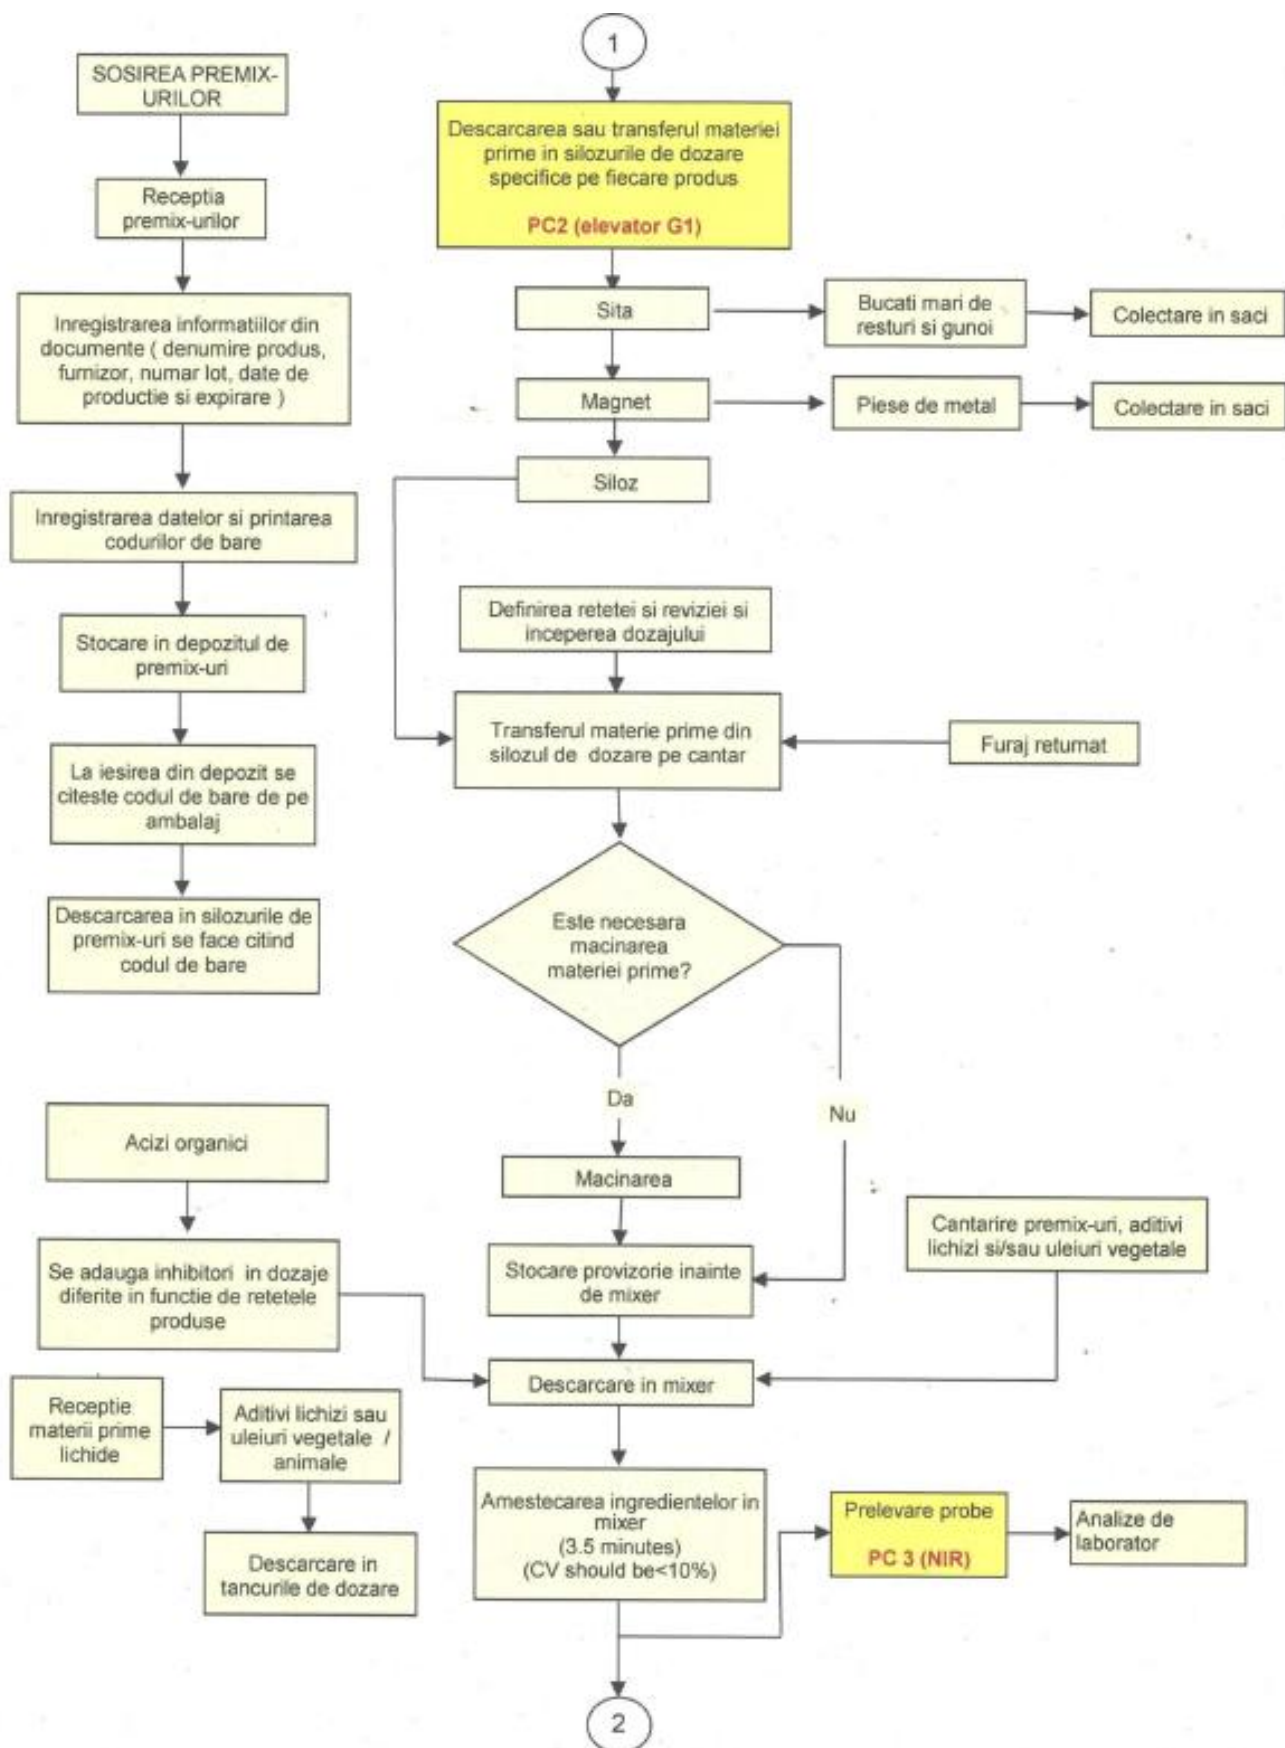 1
SOSIREA PREMIX-
URILOR
Receptia
premix-urilor
Inregistrarea informatiilor din
documente ( denumire produs,
furnizor, numar lot, date de
productie si expirare )
Inregistrarea datelor si printarea
codurilor de bare
Stocare in depozitul de
premix-uri
La iesirea din depozit se
citeste codul de bare de pe
ambalaj
Descarcarea in silozurile de
premix-uri se face citind
codul de bare
Descarcarea sau transferul materiei
prime in silozurile de dozare
specifice pe fiecare produs
PC2 (elevator G1)
Sita
Bucati mari de
resturi si gunoi
Colectare in saci
Magnet
Piese de metal
Colectare in saci
Siloz
Definirea retetei si reviziei si
inceperea dozajului
Transferul materie prime din
silozul de dozare pe cantar
Furaj returnat
Este necesara
macinarea
materiei prime?
Da
Nu
Macinarea
Stocare provizorie inainte
de mixer
Cantarire premix-uri, aditivi
lichizi si/sau uleiuri vegetale
Acizi organici
Se adauga inhibitori in dozaje
diferite in functie de retetele
produse
Descarcare in mixer
Receptie
materii prime
lichide
Aditivi lichizi sau
uleiuri vegetale /
animale
Descarcare in
tancurile de dozare
Amestecarea ingredientelor in
mixer
(3.5 minutes)
(CV should be<10%)
Prelevare probe
PC 3 (NIR)
Analize de
laborator
2